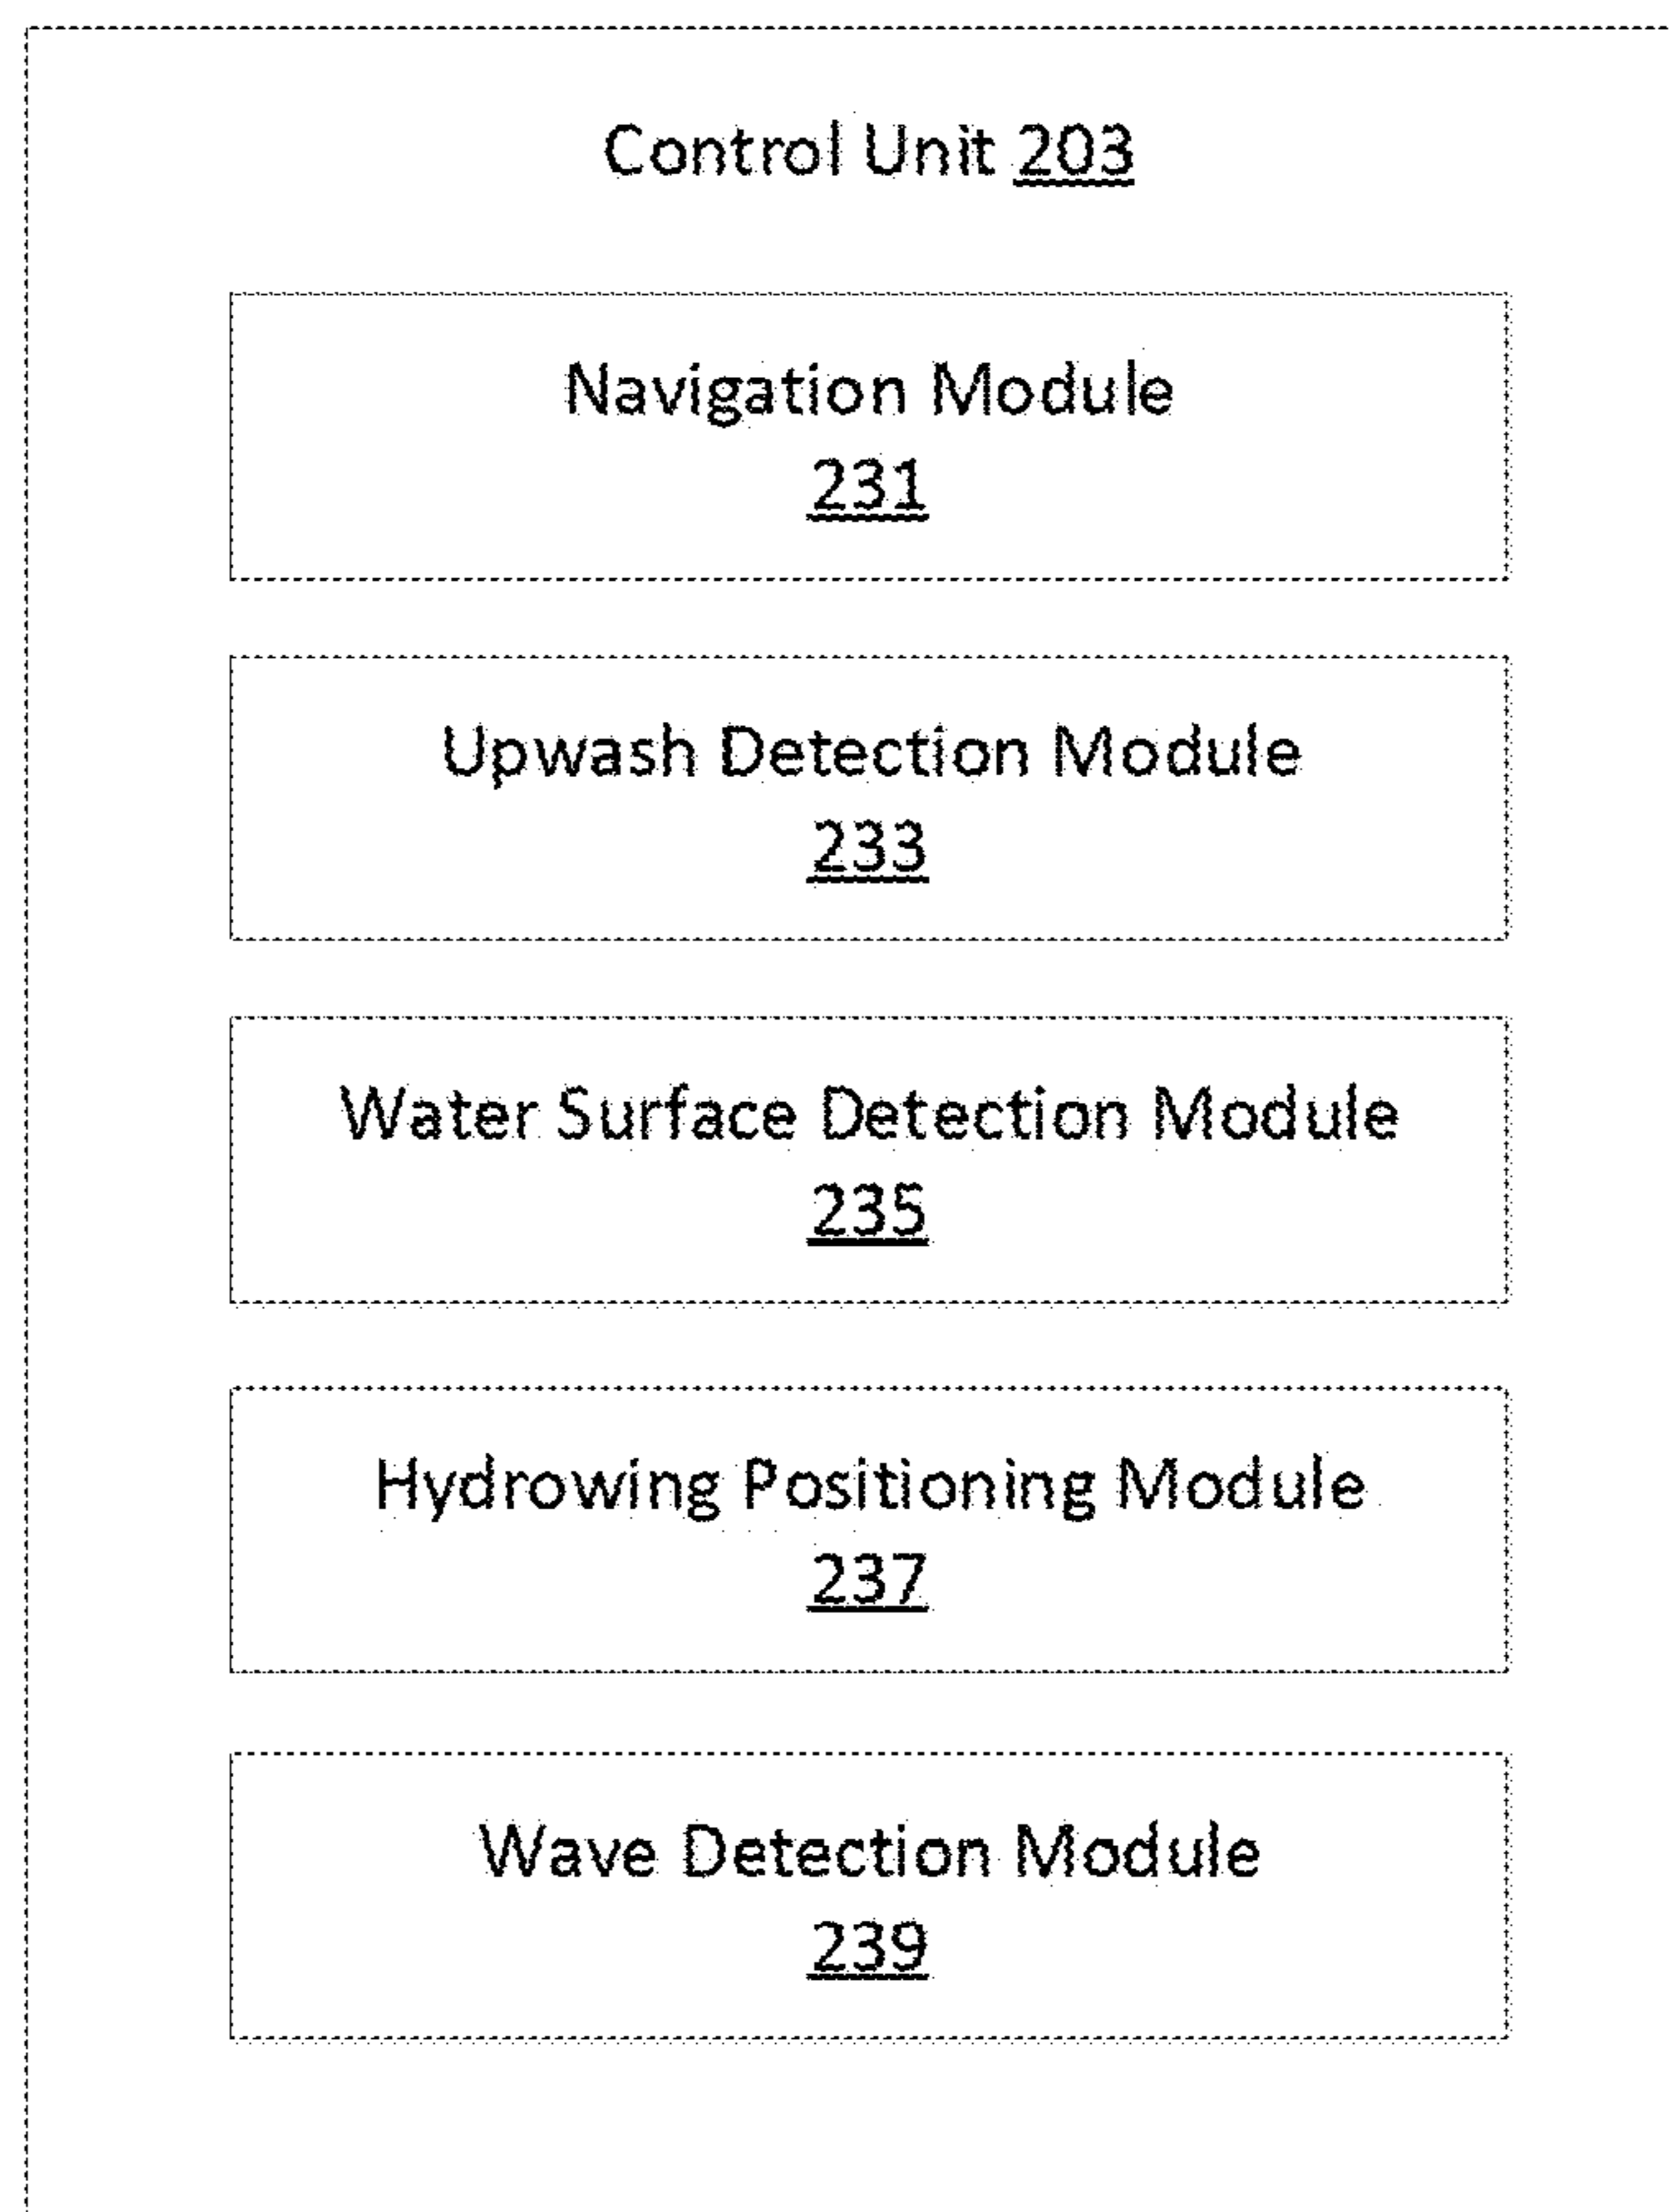 Control Unit 203
Navigation Module
231
Upwash Detection Module
233
Water Surface Detection Module
235
Hydrowing Positioning Module
237
Wave Detection Module
239